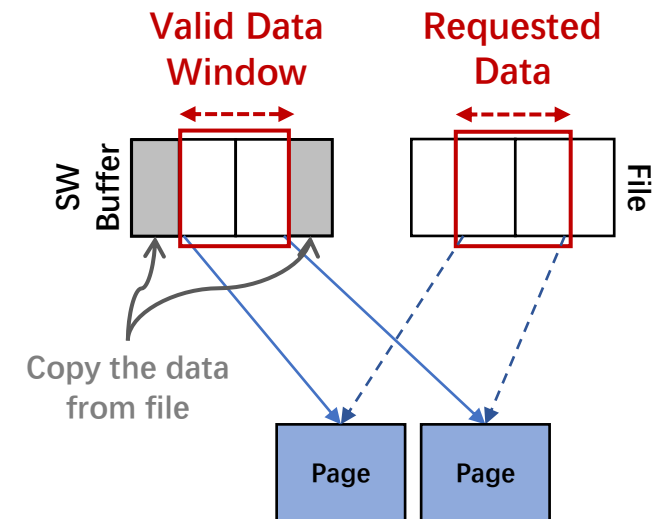 Valid Data
Window
Requested
Data
SW
Buffer
File
Copy the data
from file
Page
Page